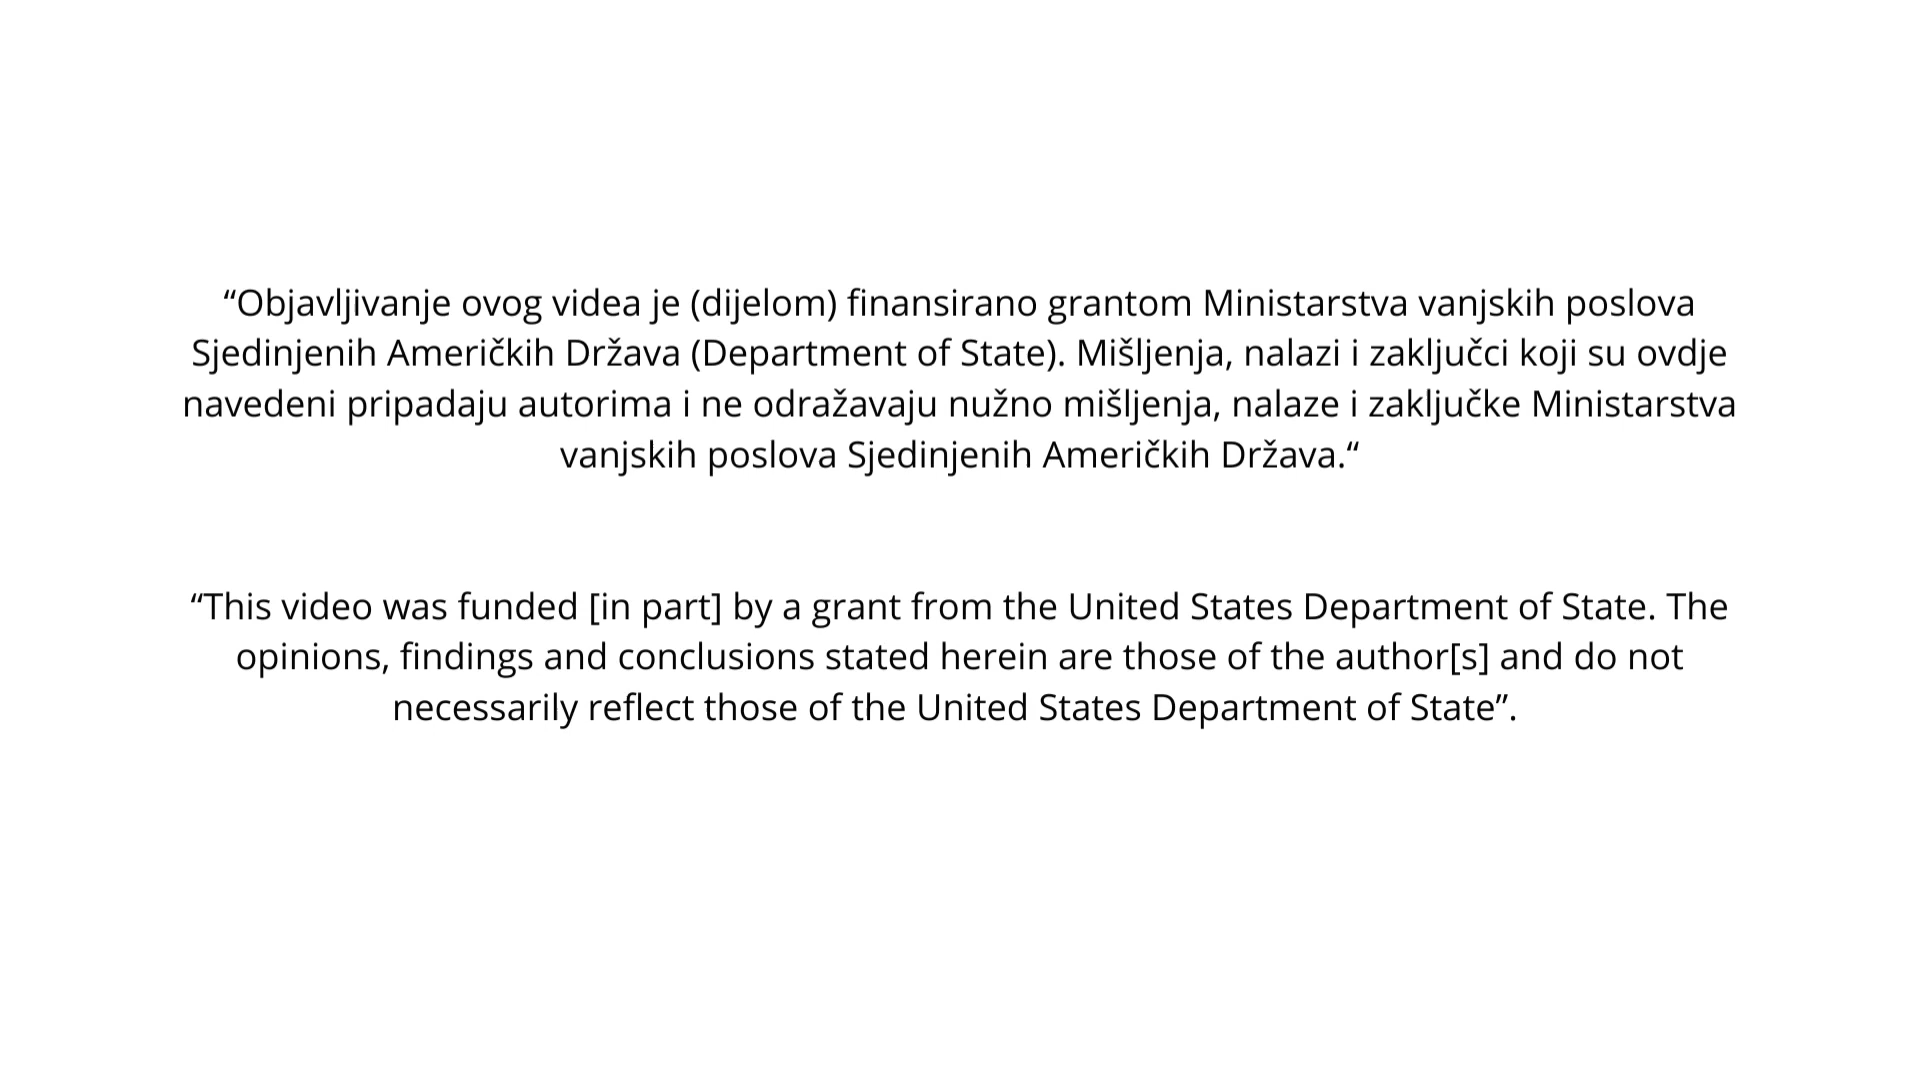 “Objavljivanje ovog videa je (dijelom) finansirano grantom Ministarstva vanjskih poslova
Sjedinjenih Američkih Država (Department of State). Mišljenja, nalazi i zaključci koji su ovdje
navedeni pripadaju autorima i ne odražavaju nužno mišljenja, nalaze i zaključke Ministarstva
vanjskih poslova Sjedinjenih Američkih Država.“
“This video was funded [in part] by a grant from the United States Department of State. The
opinions, findings and conclusions stated herein are those of the author[s] and do not
necessarily reflect those of the United States Department of State”.